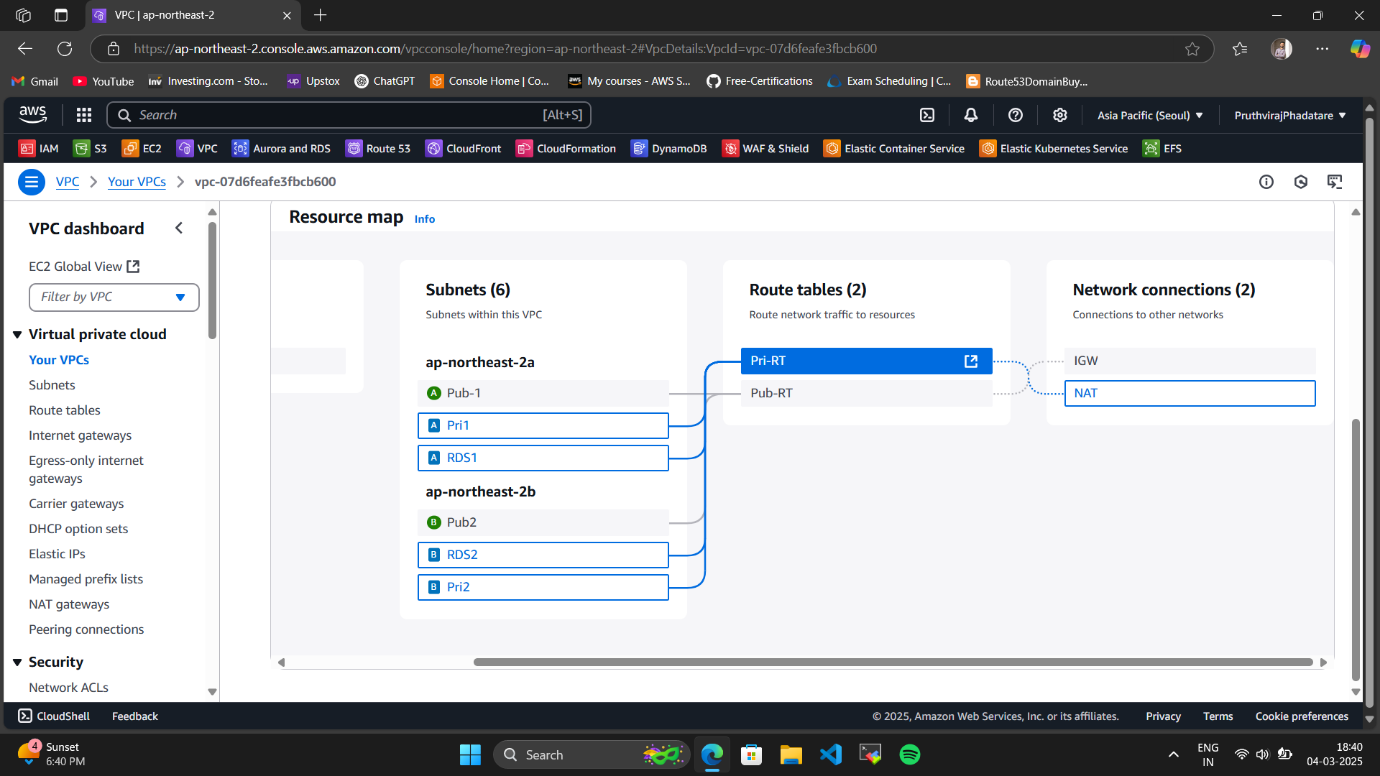 VPC | ap-northeast-2
https://ap-northeast-2.console.aws.amazon.com/vpcconsole/home?region=ap-northeast-2#VpcDetails:VpcId=vpc-07d6feafe3fbcb600
Gmail YouTube inv Investing.com - Sto... up Upstox ChatGPT Console Home | Co... aws My courses - AWS S... Free-Certifications Exam Scheduling | C... Route53DomainBuy...
aws Search [Alt+S] Asia Pacific (Seoul) PruthvirajPhadatare
IAM S3 EC2 VPC Aurora and RDS Route 53 CloudFront CloudFormation DynamoDB WAF & Shield Elastic Container Service Elastic Kubernetes Service EFS
VPC Your VPCs vpc-07d6feafe3fbcb600
VPC dashboard
EC2 Global View
Filter by VPC
Virtual private cloud
Your VPCs
Subnets
Route tables
Internet gateways
Egress-only internet
gateways
Carrier gateways
DHCP option sets
Elastic IPs
Managed prefix lists
NAT gateways
Peering connections
Security
Network ACLs
Resource map Info
Subnets (6)
Subnets within this VPC
ap-northeast-2a
A Pub-1
A Pri1
A RDS1
ap-northeast-2b
B Pub2
B RDS2
B Pri2
Route tables (2)
Route network traffic to resources
Pri-RT
Pub-RT
Network connections (2)
Connections to other networks
IGW
NAT
CloudShell Feedback © 2025, Amazon Web Services, Inc. or its affiliates. Privacy Terms Cookie preferences
4 Sunset
6:40 PM
Search
ENG
IN
18:40
04-03-2025